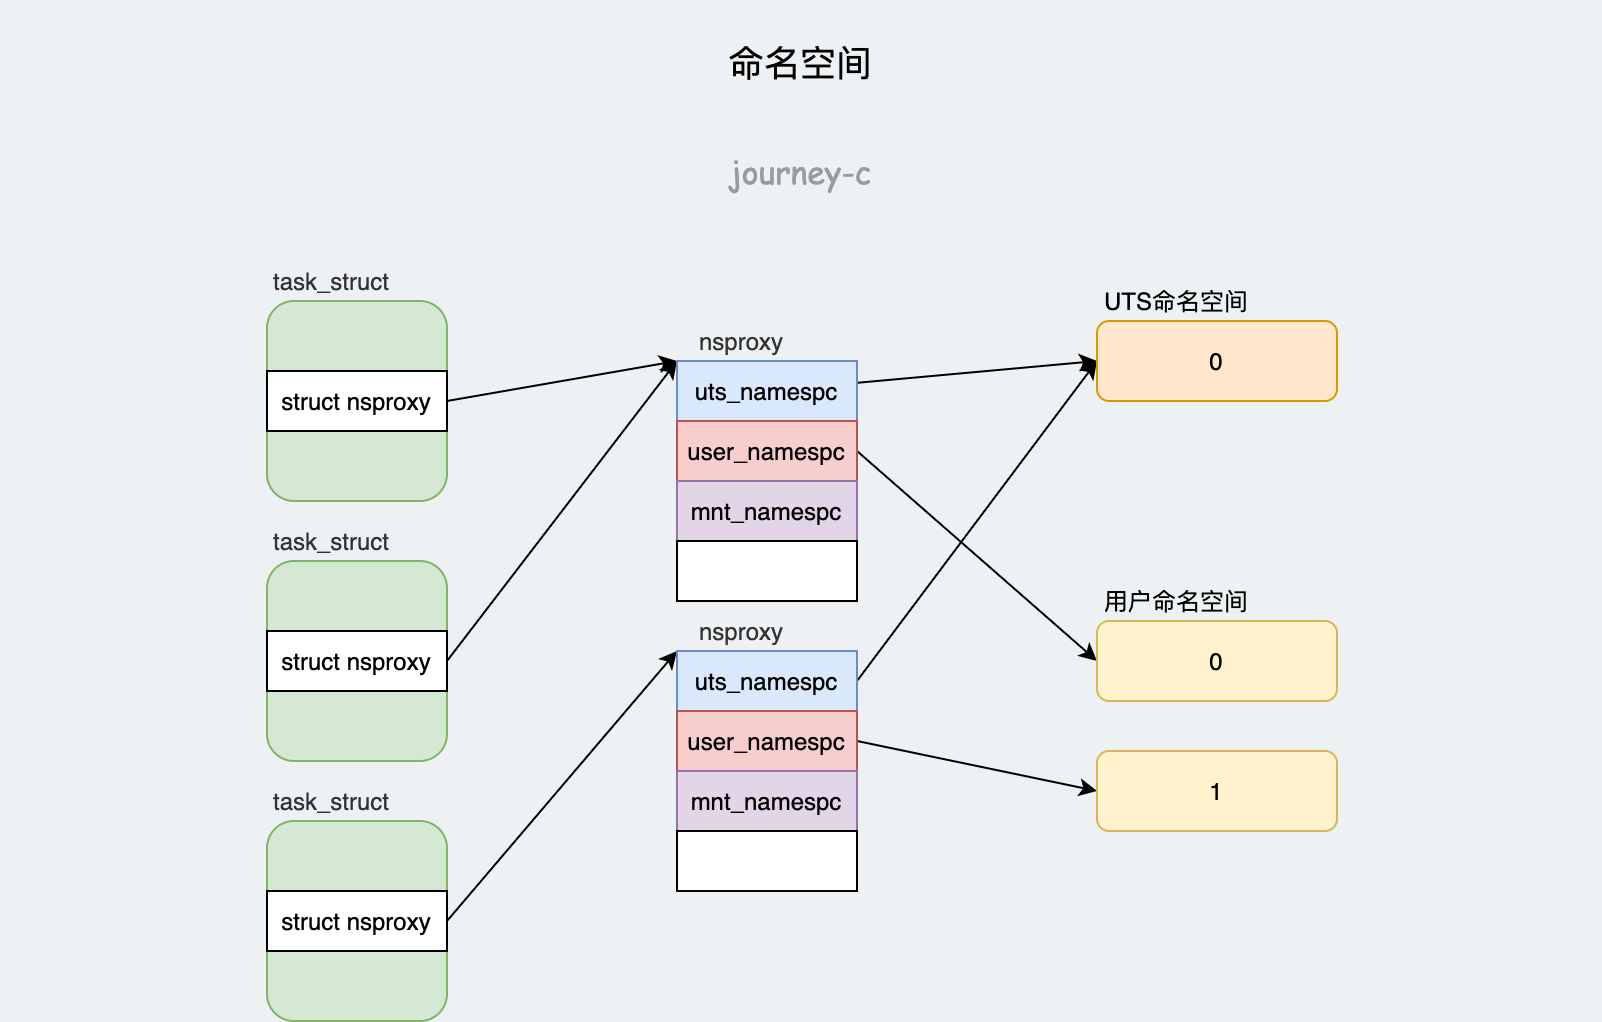 命名空间
journey-c
task_struct
struct nsproxy
task_struct
struct nsproxy
task_struct
struct nsproxy
nsproxy
uts_namespc
user_namespc
mnt_namespc
nsproxy
uts_namespc
user_namespc
mnt_namespc
UTS命名空间
0
用户命名空间
0
1